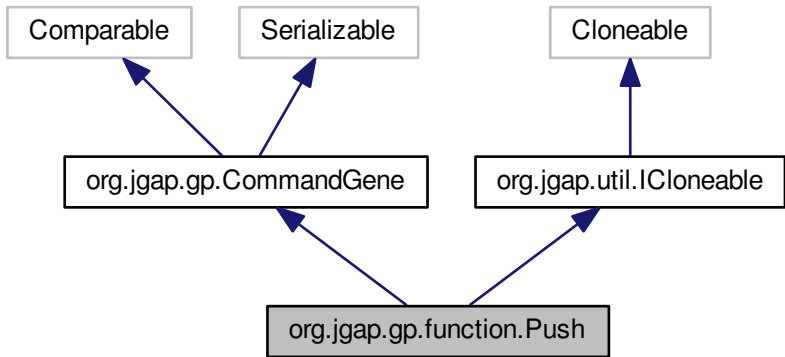 Comparable
Serializable
Cloneable
org.jgap.gp.CommandGene
org.jgap.util.ICloneable
org.jgap.gp.function.Push